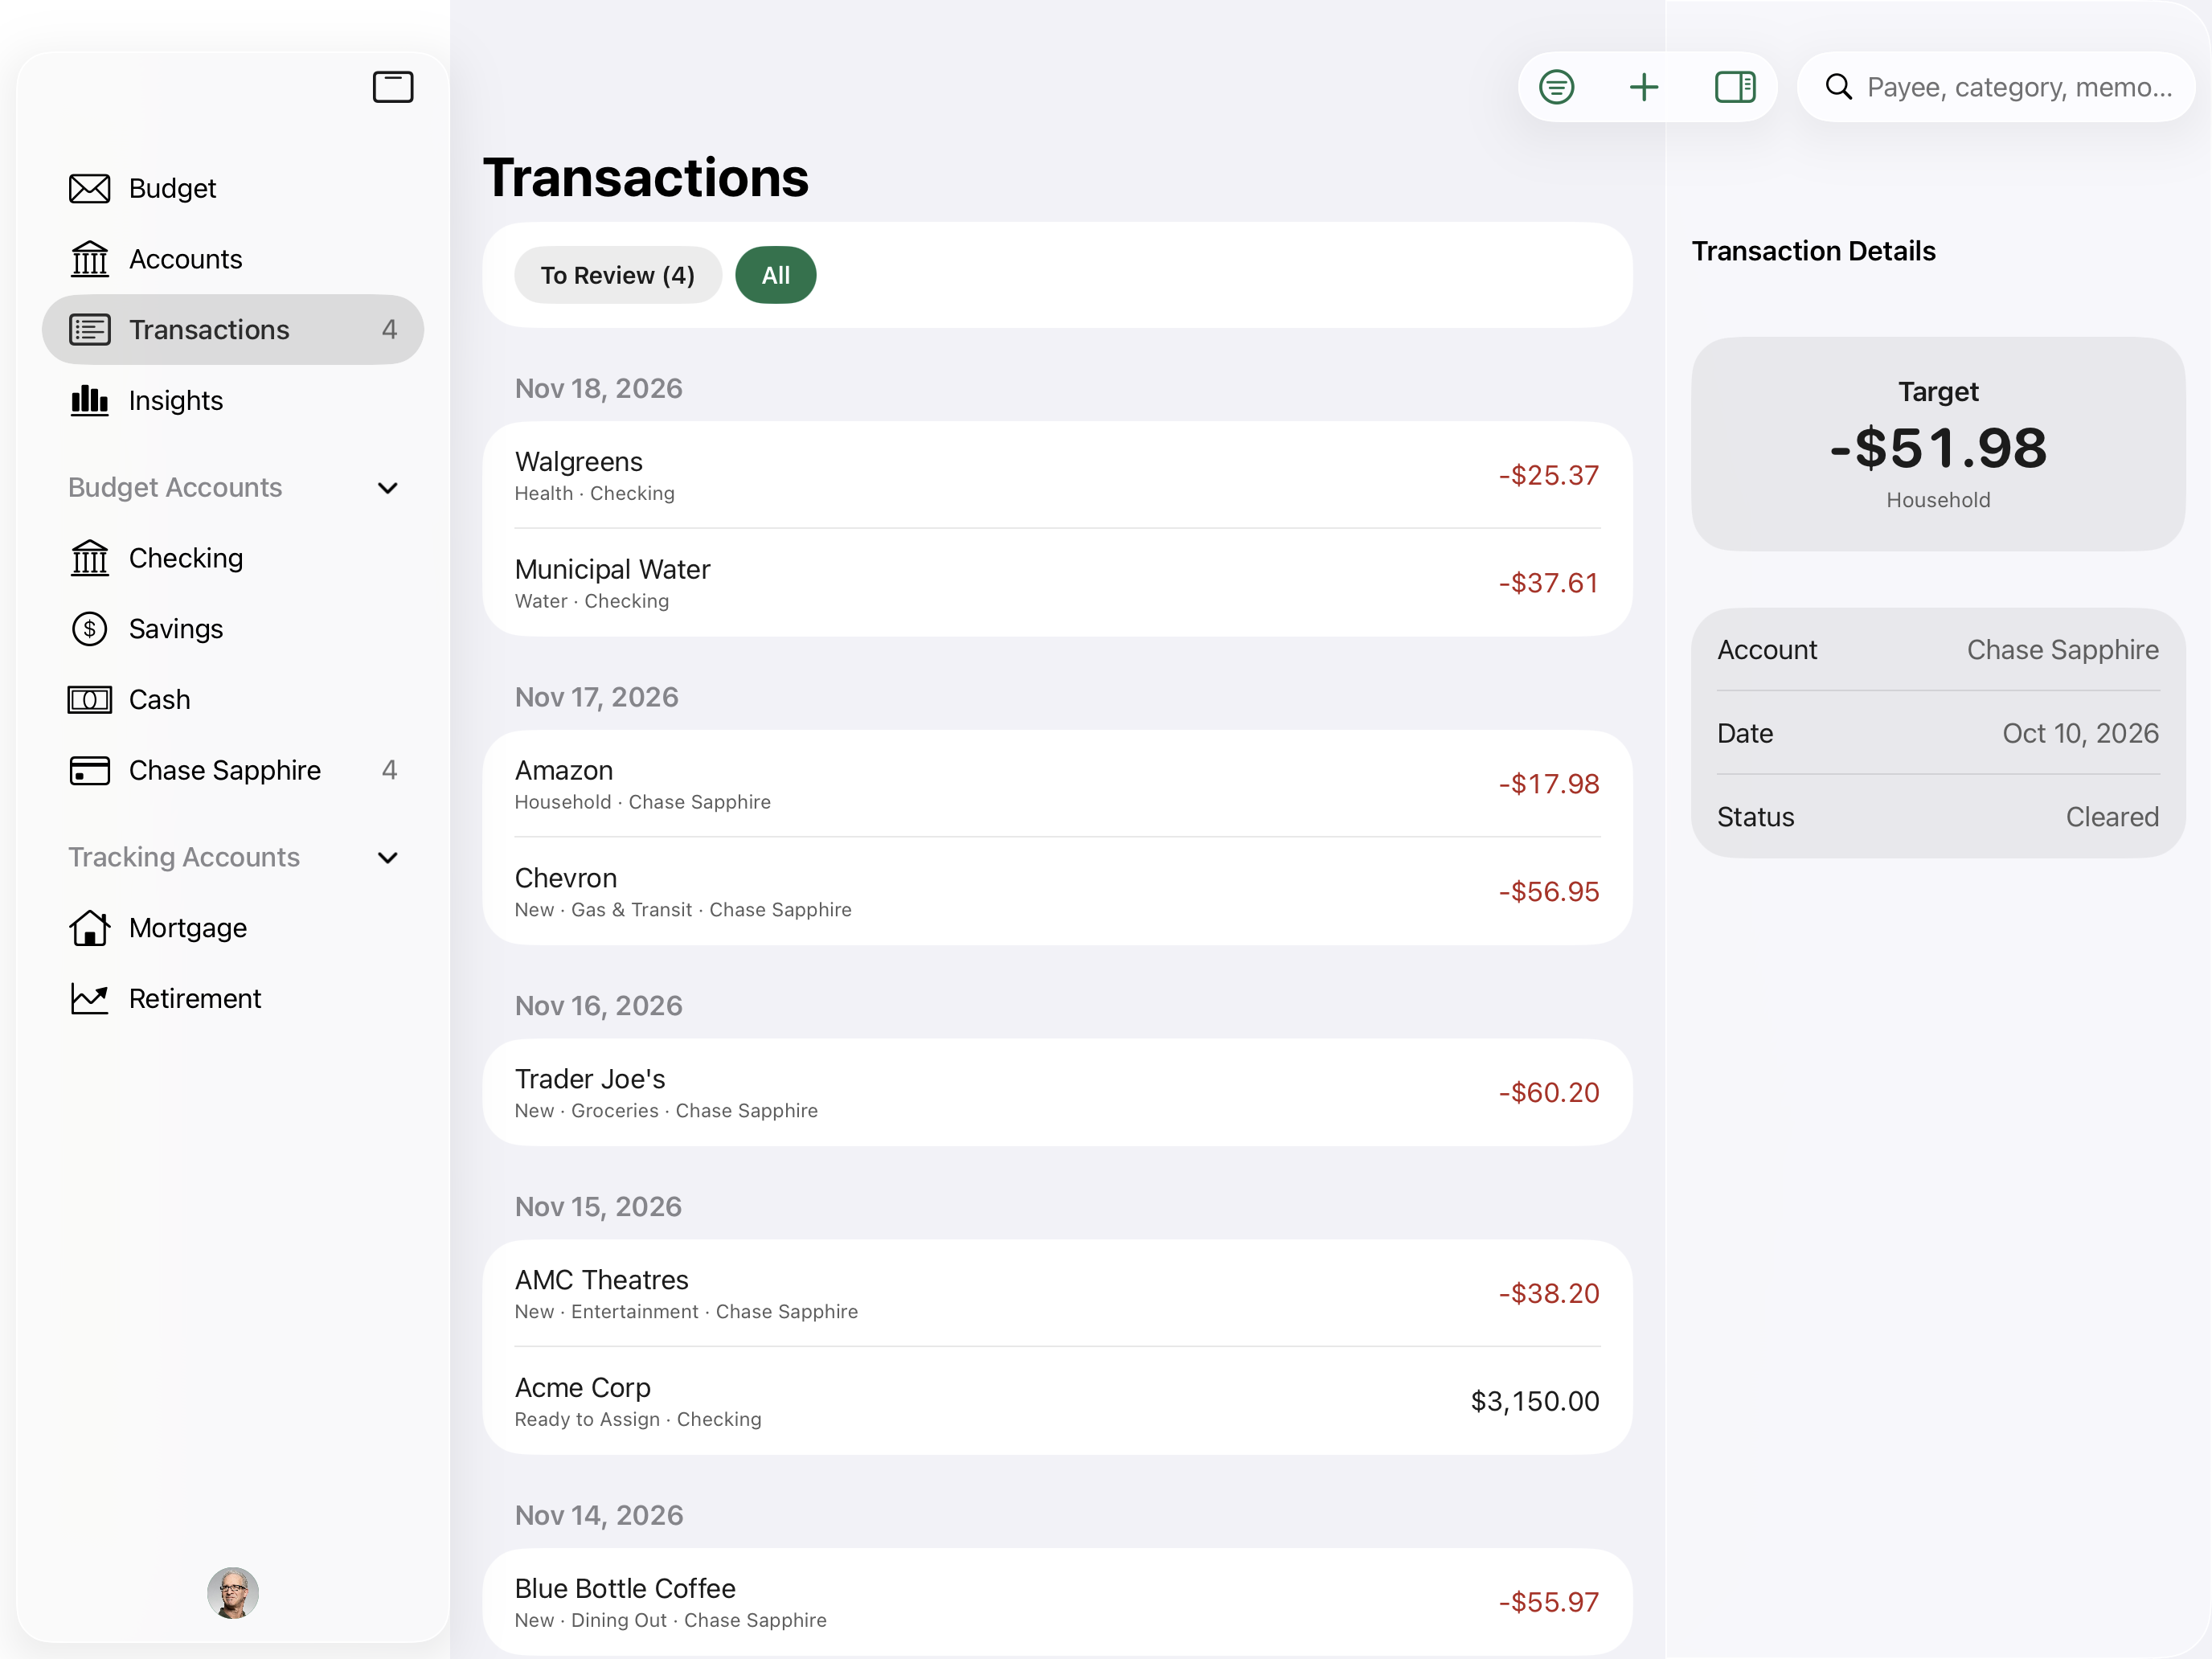 Budget
Accounts
Transactions 4
Insights
Budget Accounts
Checking
$ Savings
Cash
Chase Sapphire 4
Tracking Accounts
Mortgage
Retirement
Payee, category, memo...
Transactions
To Review (4) All
Nov 18, 2026
Walgreens -$25.37
Health · Checking
Municipal Water -$37.61
Water · Checking
Nov 17, 2026
Amazon -$17.98
Household · Chase Sapphire
Chevron -$56.95
New · Gas & Transit · Chase Sapphire
Nov 16, 2026
Trader Joe's -$60.20
New · Groceries · Chase Sapphire
Nov 15, 2026
AMC Theatres -$38.20
New · Entertainment · Chase Sapphire
Acme Corp $3,150.00
Ready to Assign · Checking
Nov 14, 2026
Blue Bottle Coffee -$55.97
New · Dining Out · Chase Sapphire
Transaction Details
Target
-$51.98
Household
Account Chase Sapphire
Date Oct 10, 2026
Status Cleared